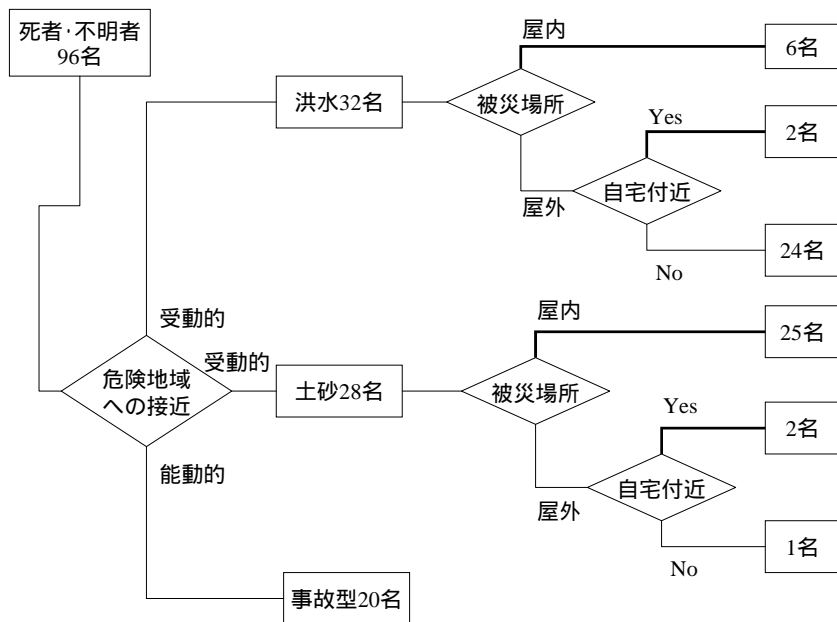 死者･不明者
96名
屋内
6名
洪水32名
被災場所
Yes
2名
屋外
自宅付近
24名
No
受動的
屋内
25名
受動的
危険地域
への接近
土砂28名
被災場所
Yes
2名
能動的
屋外
自宅付近
1名
No
事故型20名